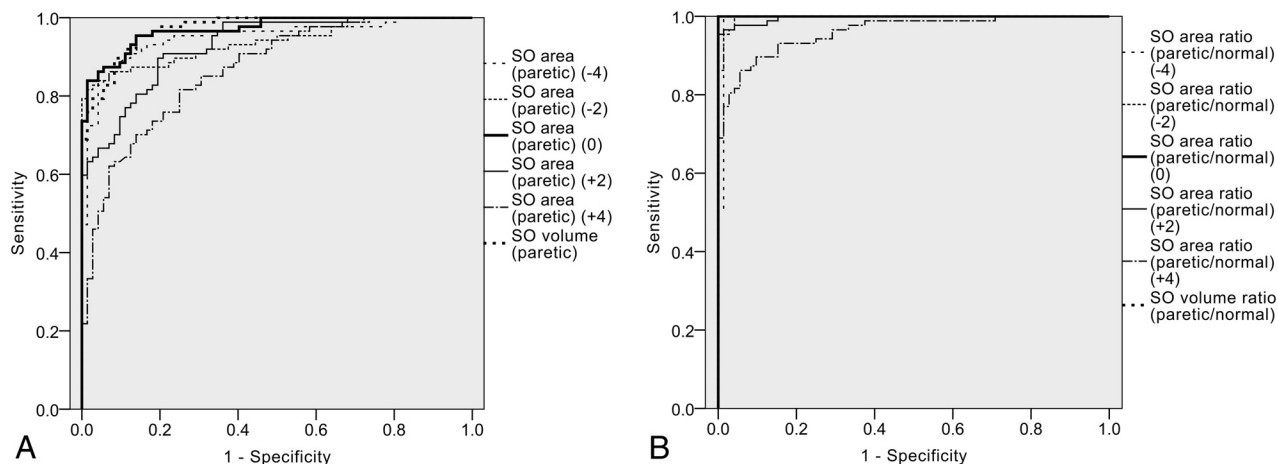 1.0
0.8
0.6
0.4
0.2
0.0
Sensitivity
0.0 0.2 0.4 0.6 0.8 1.0
1 - Specificity
A
SO area
(paretic) (-4)
SO area
(paretic) (-2)
SO area
(paretic) (0)
SO area
(paretic) (+2)
SO area
(paretic) (+4)
SO volume
(paretic)
1.0
0.8
0.6
0.4
0.2
0.0
Sensitivity
0.0 0.2 0.4 0.6 0.8 1.0
1 - Specificity
B
SO area ratio
(paretic/normal)
(-4)
SO area ratio
(paretic/normal)
(-2)
SO area ratio
(paretic/normal)
(0)
SO area ratio
(paretic/normal)
(+2)
SO area ratio
(paretic/normal)
(+4)
SO volume ratio
(paretic/normal)